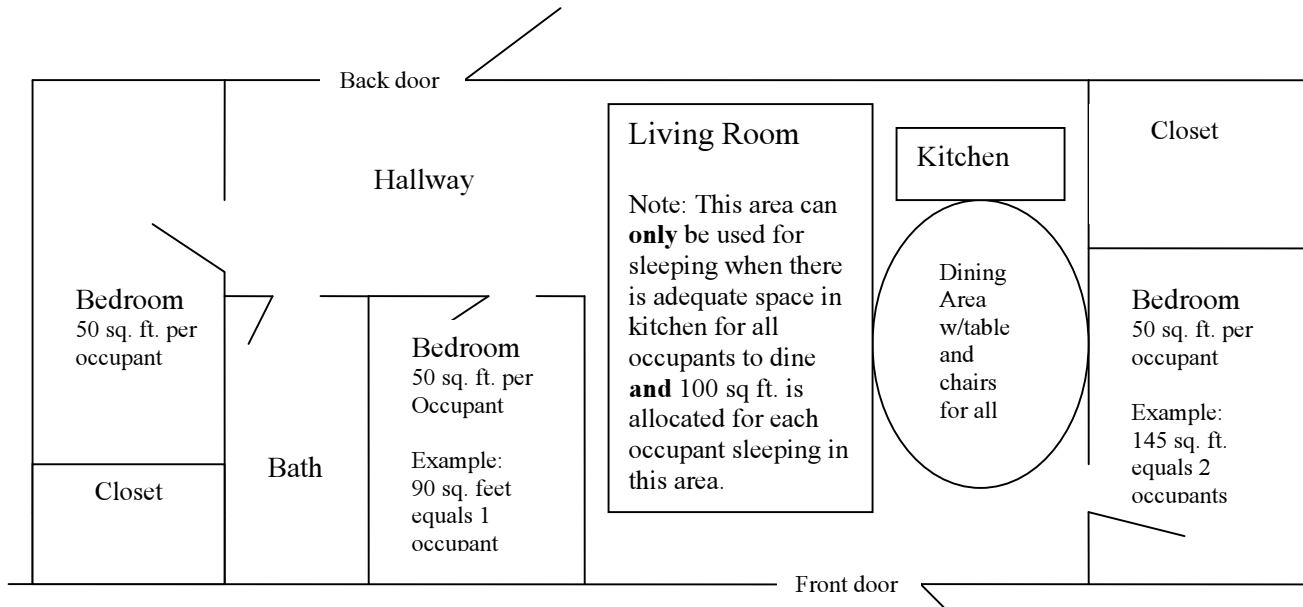 Back door
Living Room
Note: This area can
only be used for
sleeping when there
is adequate space in
kitchen for all
occupants to dine
and 100 sq ft. is
allocated for each
occupant sleeping in
this area.
Kitchen
Closet
Hallway
Dining
Area
w/table
and
chairs
for all
Bedroom
50 sq. ft. per
occupant
Bedroom
50 sq. ft. per
Occupant
Example:
90 sq. feet
equals 1
occupant
Bedroom
50 sq. ft. per
occupant
Example:
145 sq. ft.
equals 2
occupants
Bath
Closet
Front door